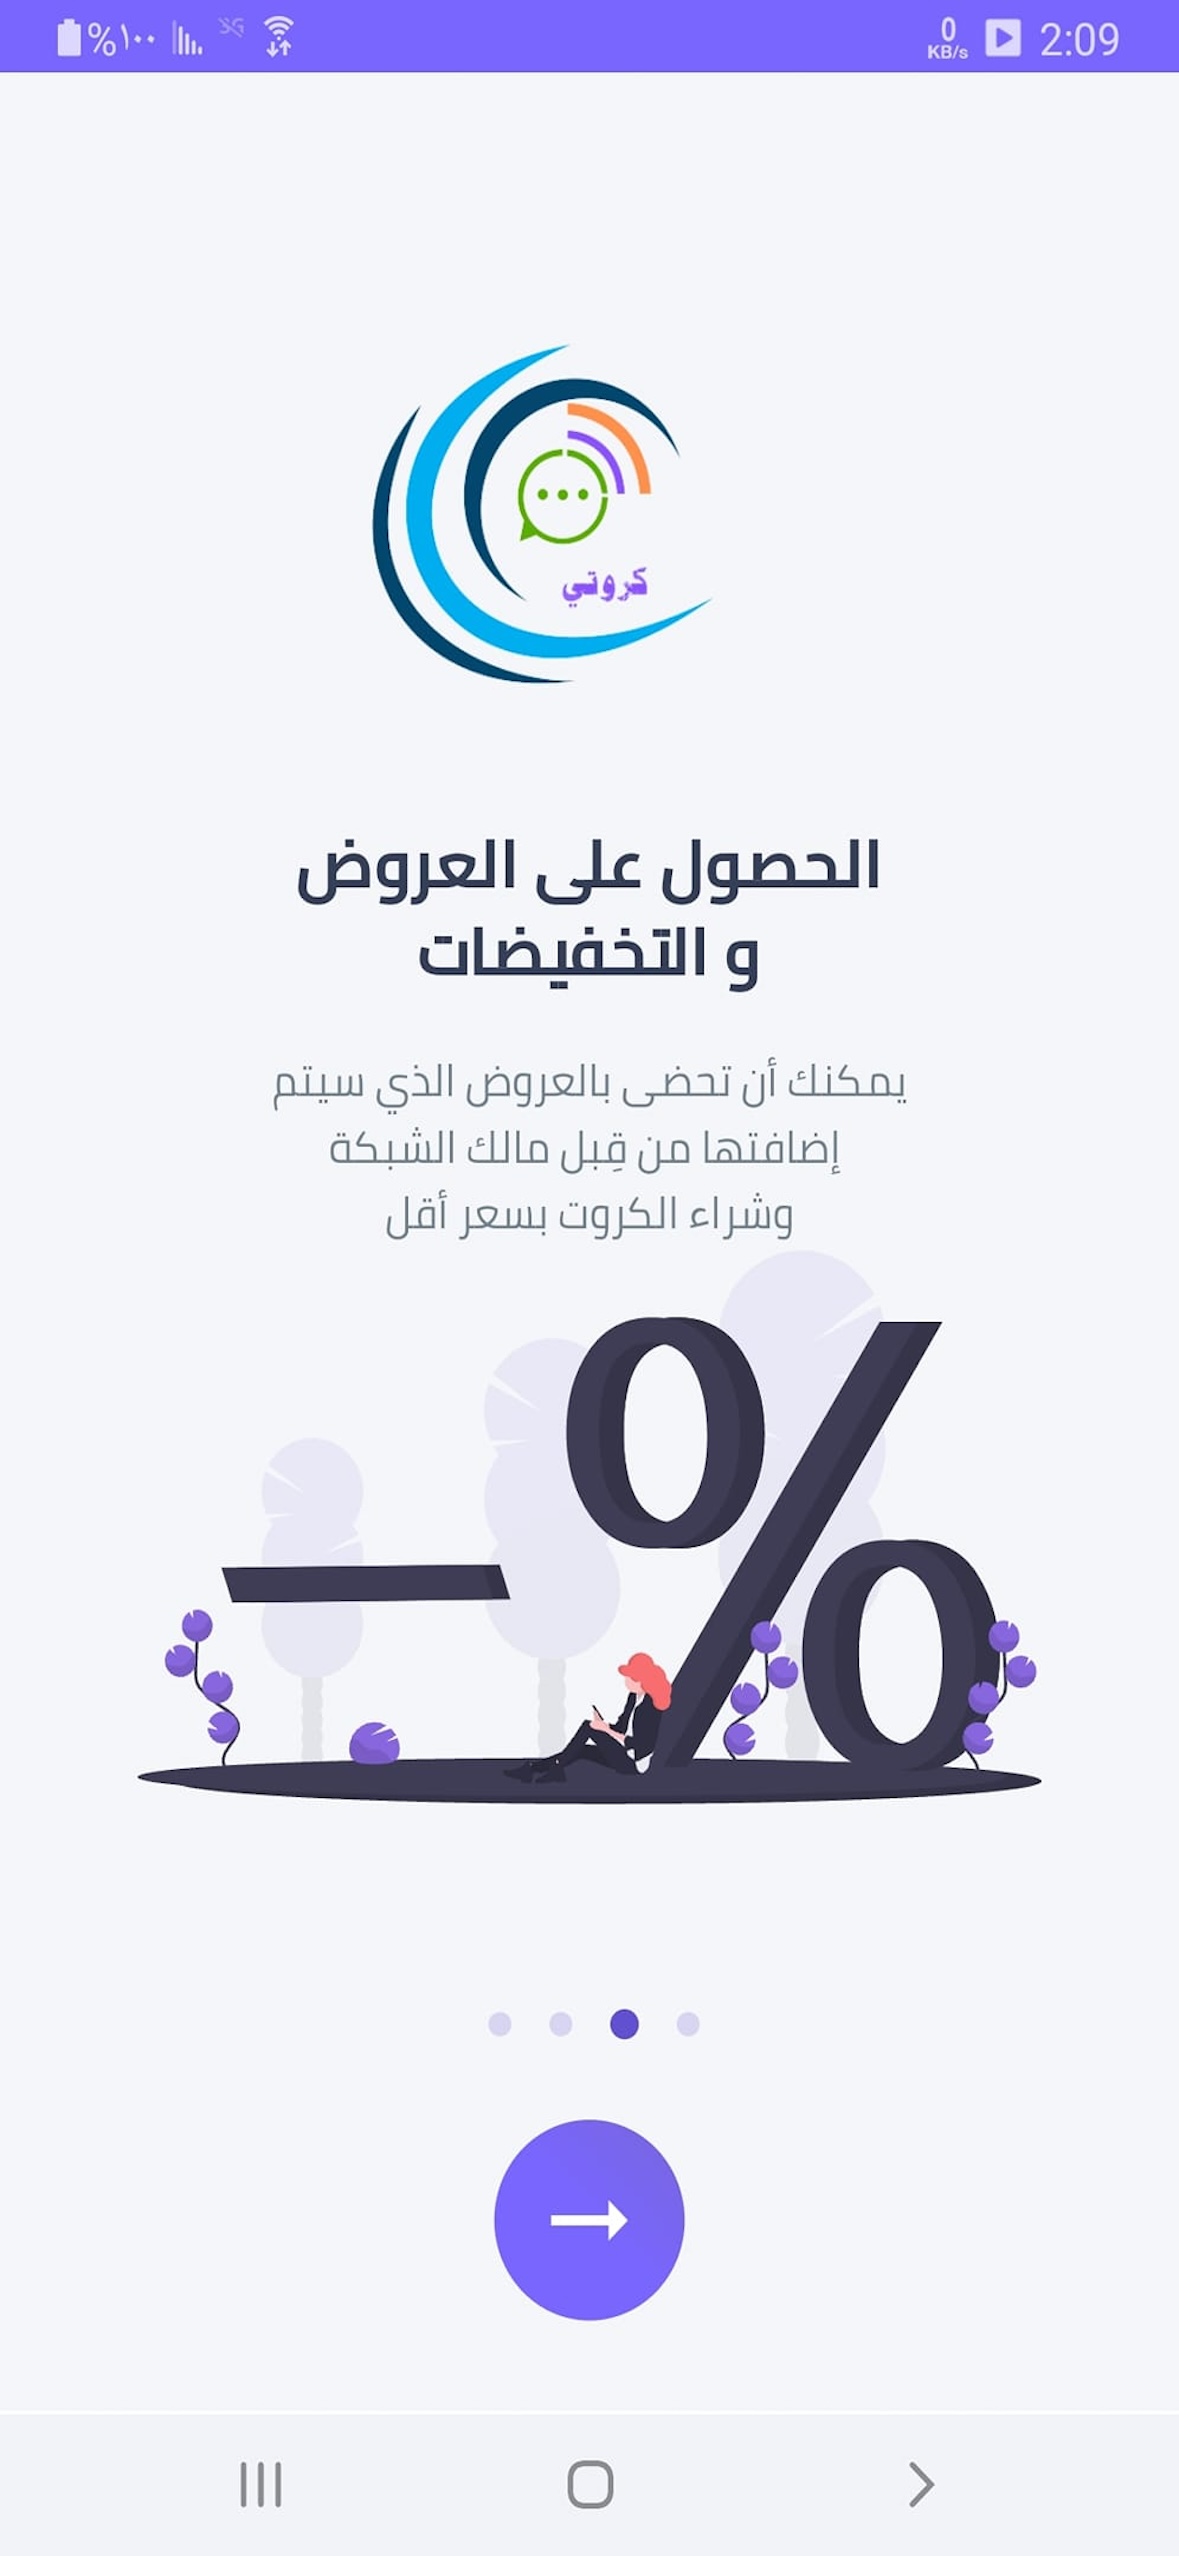 2:09
0
KB/s
3G
%١٠٠
كروتي
الحصول على العروض
و التخفيضات
يمكنك أن تحضى بالعروض الذي سيتم
إضافتها من قِبل مالك الشبكة
وشراء الكروت بسعر أقل
%